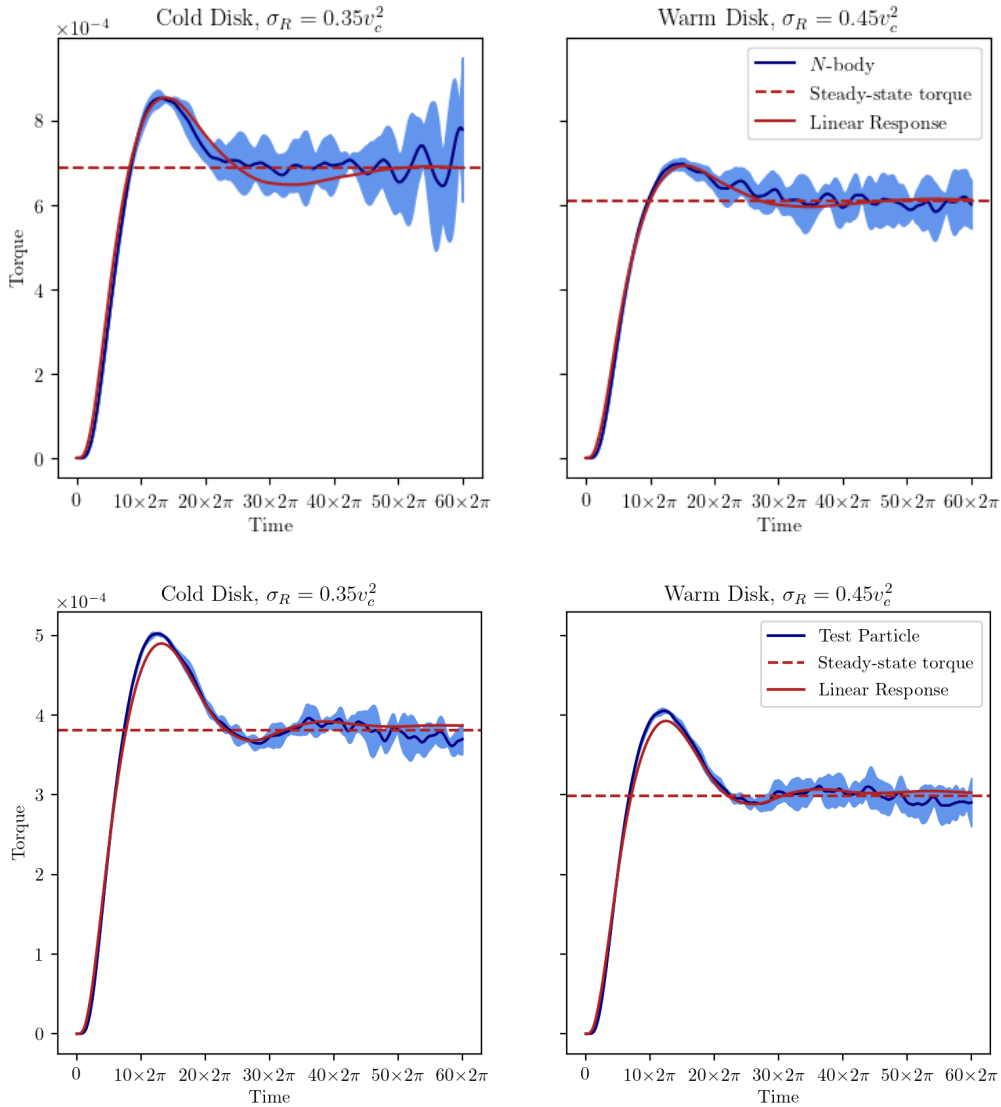 Cold Disk, σ_R = 0.35v_c^2
×10^−4
8
6
4
2
0
Torque
0 10×2π 20×2π 30×2π 40×2π 50×2π 60×2π
Time
Warm Disk, σ_R = 0.45v_c^2
N-body
Steady-state torque
Linear Response
0 10×2π 20×2π 30×2π 40×2π 50×2π 60×2π
Time
Cold Disk, σ_R = 0.35v_c^2
×10^−4
5
4
3
2
1
0
Torque
0 10×2π 20×2π 30×2π 40×2π 50×2π 60×2π
Time
Warm Disk, σ_R = 0.45v_c^2
Test Particle
Steady-state torque
Linear Response
0 10×2π 20×2π 30×2π 40×2π 50×2π 60×2π
Time